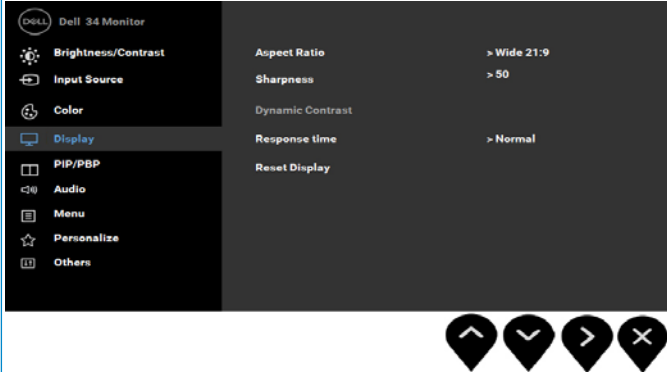 DELL Dell 34 Monitor
Brightness/Contrast Aspect Ratio > Wide 21:9
Input Source Sharpness > 50
Color Dynamic Contrast
Display Response time > Normal
PIP/PBP Reset Display
Audio
Menu
Personalize
Others